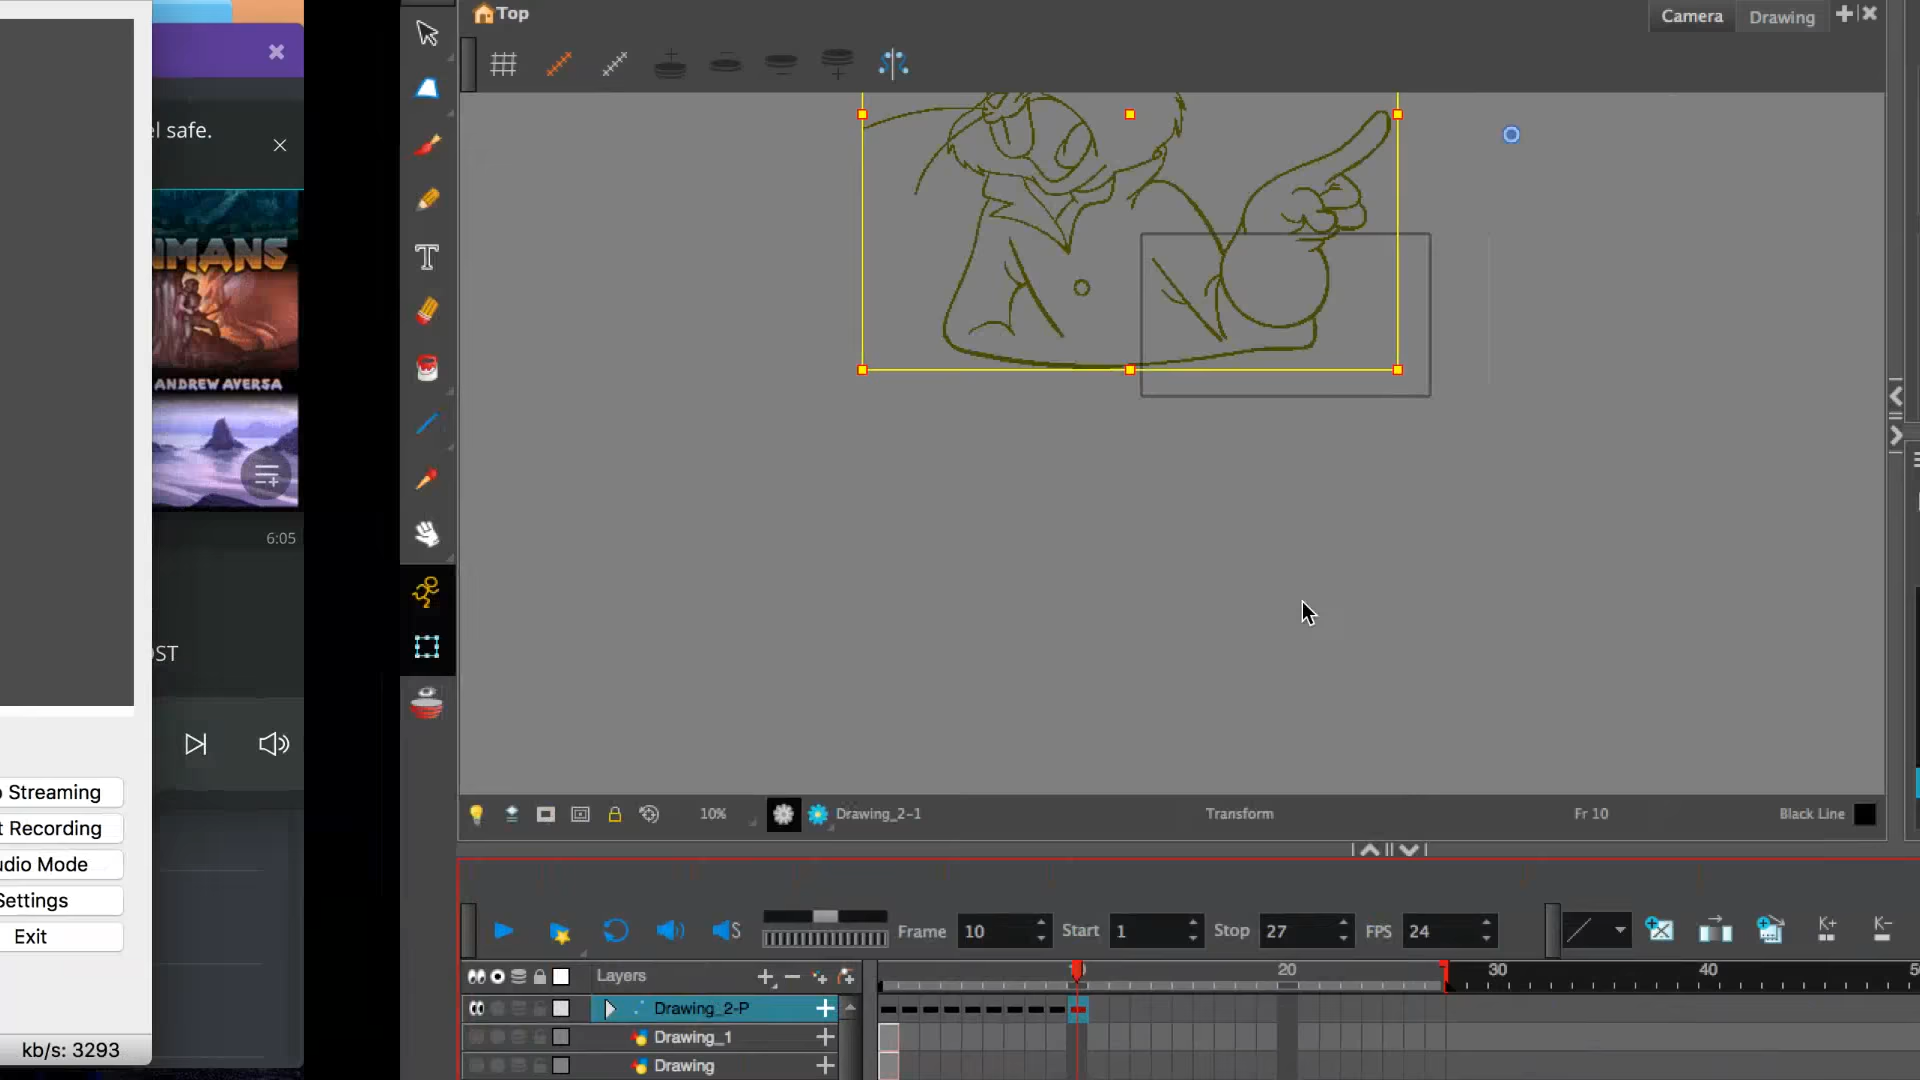 Top
Camera
Drawing
el safe.
ANDREW AVERSA
6:05
OST
Streaming
t Recording
udio Mode
Settings
Exit
kb/s: 3293
10%
Drawing_2-1
Transform
Fr 10
Black Line
Frame 10 Start 1 Stop 27 FPS 24
K+ K-
Layers
20 30 40
Drawing_2-P
Drawing_1
Drawing